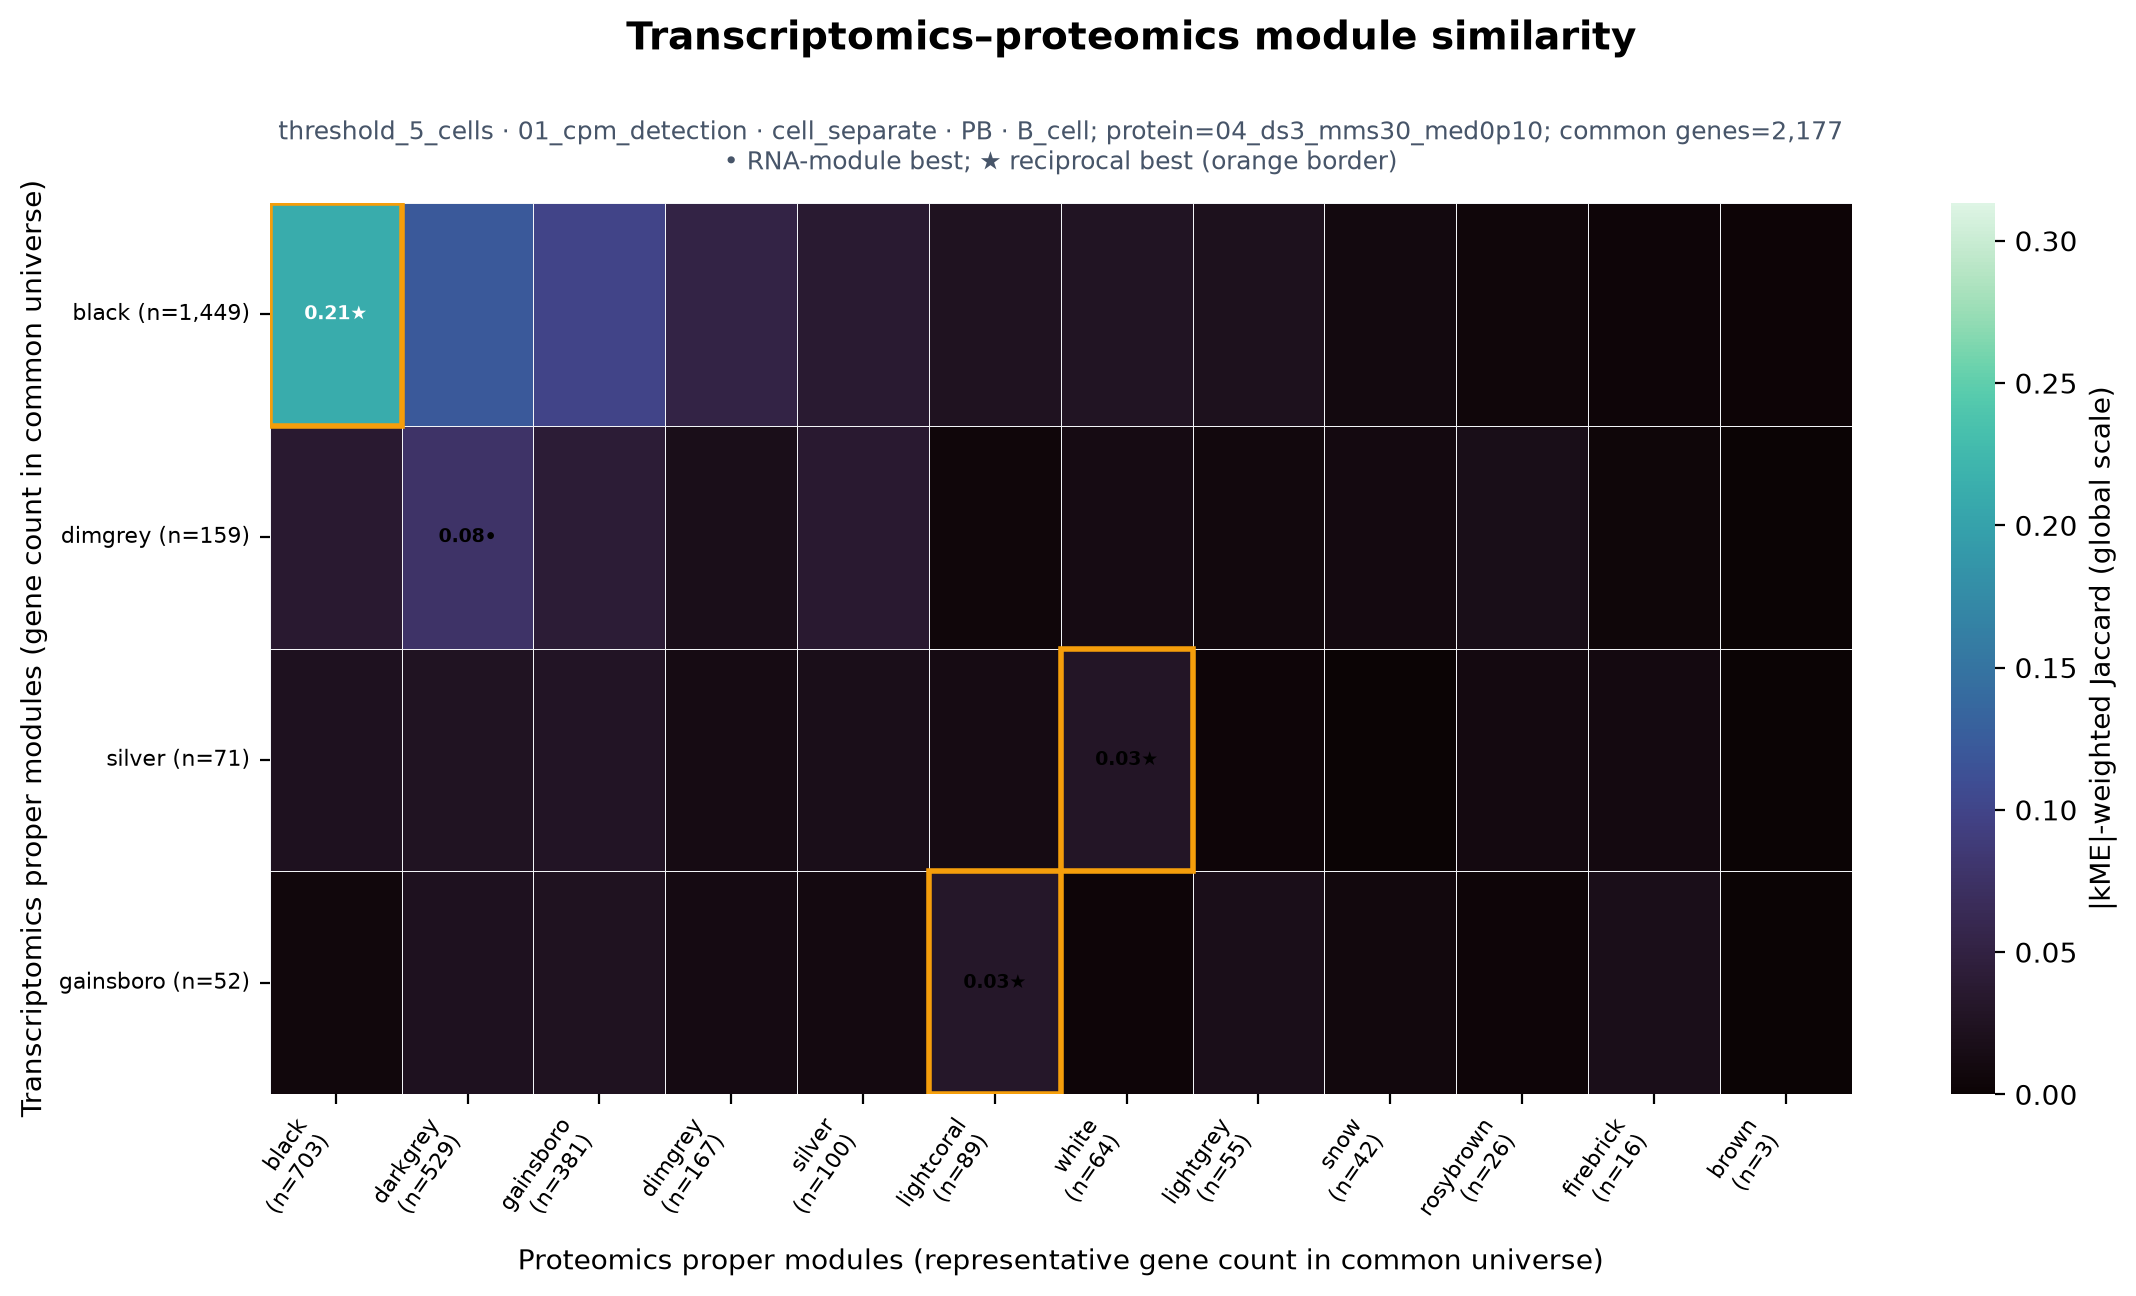 Transcriptomics–proteomics module similarity
threshold_5_cells · 01_cpm_detection · cell_separate · PB · B_cell; protein=04_ds3_mms30_med0p10; common genes=2,177
• RNA-module best; ★ reciprocal best (orange border)
Transcriptomics proper modules (gene count in common universe)
black (n=1,449)
dimgrey (n=159)
silver (n=71)
gainsboro (n=52)
0.21★
0.08•
0.03★
0.03★
black
(n=703)
darkgrey
(n=529)
gainsboro
(n=381)
dimgrey
(n=167)
silver
(n=100)
lightcoral
(n=89)
white
(n=64)
lightgrey
(n=55)
snow
(n=42)
rosybrown
(n=26)
firebrick
(n=16)
brown
(n=3)
Proteomics proper modules (representative gene count in common universe)
0.30
0.25
0.20
0.15
0.10
0.05
0.00
|kME|-weighted Jaccard (global scale)